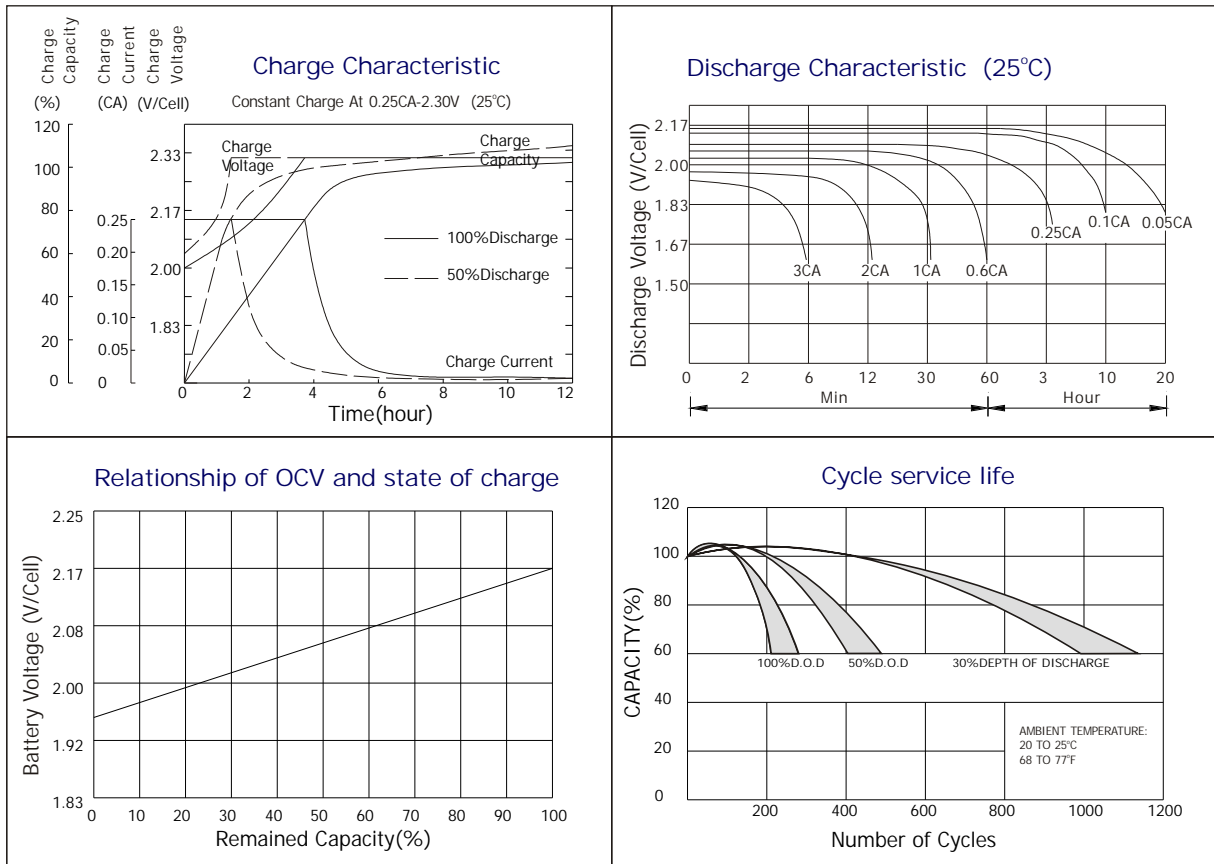 Charge Capacity
Charge Current
Charge Voltage
Charge Characteristic
(%) (CA) (V/Cell)
Constant Charge At 0.25CA-2.30V (25°C)
120
100 2.33
80 0.25 2.17
60 0.20
2.00
40 0.15
0.10 1.83
20 0.05
0 0
Charge Voltage
Charge Capacity
100%Discharge
50%Discharge
Charge Current
0 2 4 6 8 10 12
Time(hour)
Discharge Characteristic (25°C)
Discharge Voltage (V/Cell)
2.17
2.00
1.83
1.67
1.50
3CA 2CA 1CA 0.6CA 0.25CA 0.1CA 0.05CA
0 2 6 12 30 60 3 10 20
Min Hour
Relationship of OCV and state of charge
Battery Voltage (V/Cell)
2.25
2.17
2.08
2.00
1.92
1.83
0 10 20 30 40 50 60 70 80 90 100
Remained Capacity(%)
Cycle service life
CAPACITY(%)
120
100
80
60
40
20
0
100%D.O.D 50%D.O.D 30%DEPTH OF DISCHARGE
AMBIENT TEMPERATURE:
20 TO 25°C
68 TO 77°F
200 400 600 800 1000 1200
Number of Cycles